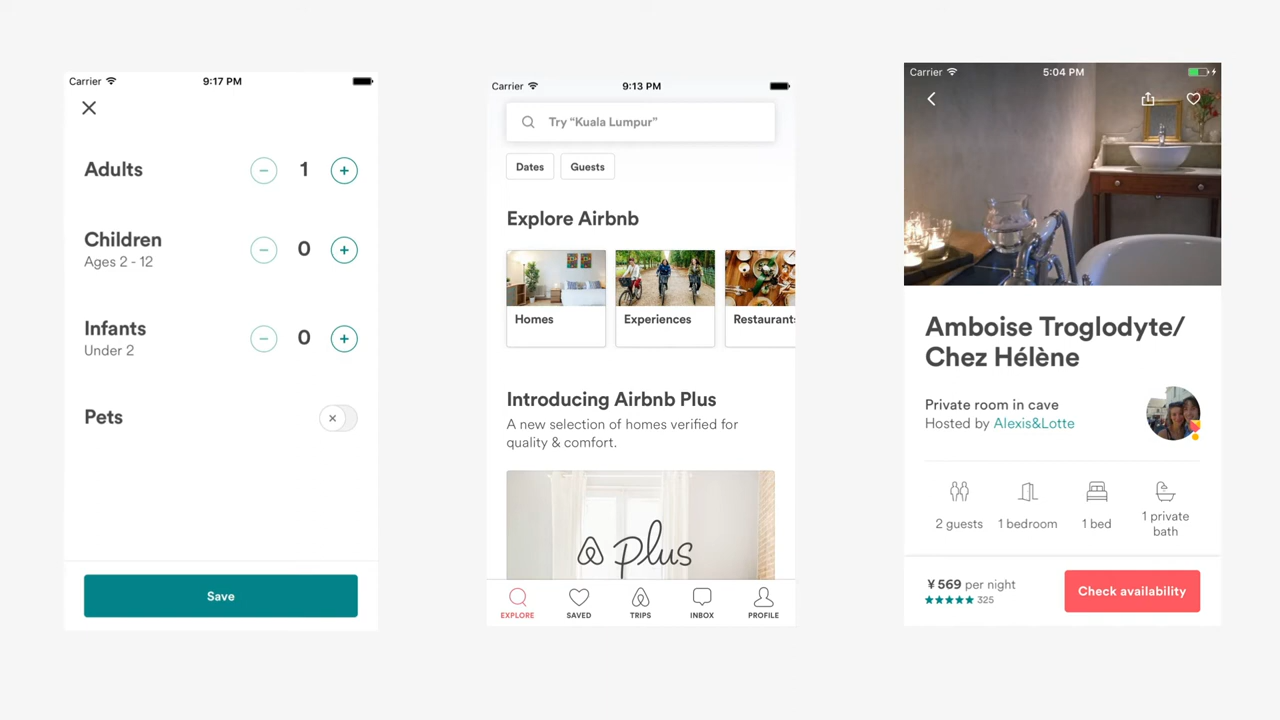 Carrier 9:17 PM
Adults 1
Children 0
Ages 2 - 12
Infants 0
Under 2
Pets
Save
Carrier 9:13 PM
Try “Kuala Lumpur”
Dates Guests
Explore Airbnb
Homes Experiences Restaurants
Introducing Airbnb Plus
A new selection of homes verified for
quality & comfort.
plus
EXPLORE SAVED TRIPS INBOX PROFILE
Carrier 5:04 PM
Amboise Troglodyte/
Chez Hélène
Private room in cave
Hosted by Alexis&Lotte
2 guests 1 bedroom 1 bed 1 private
bath
¥ 569 per night
325
Check availability